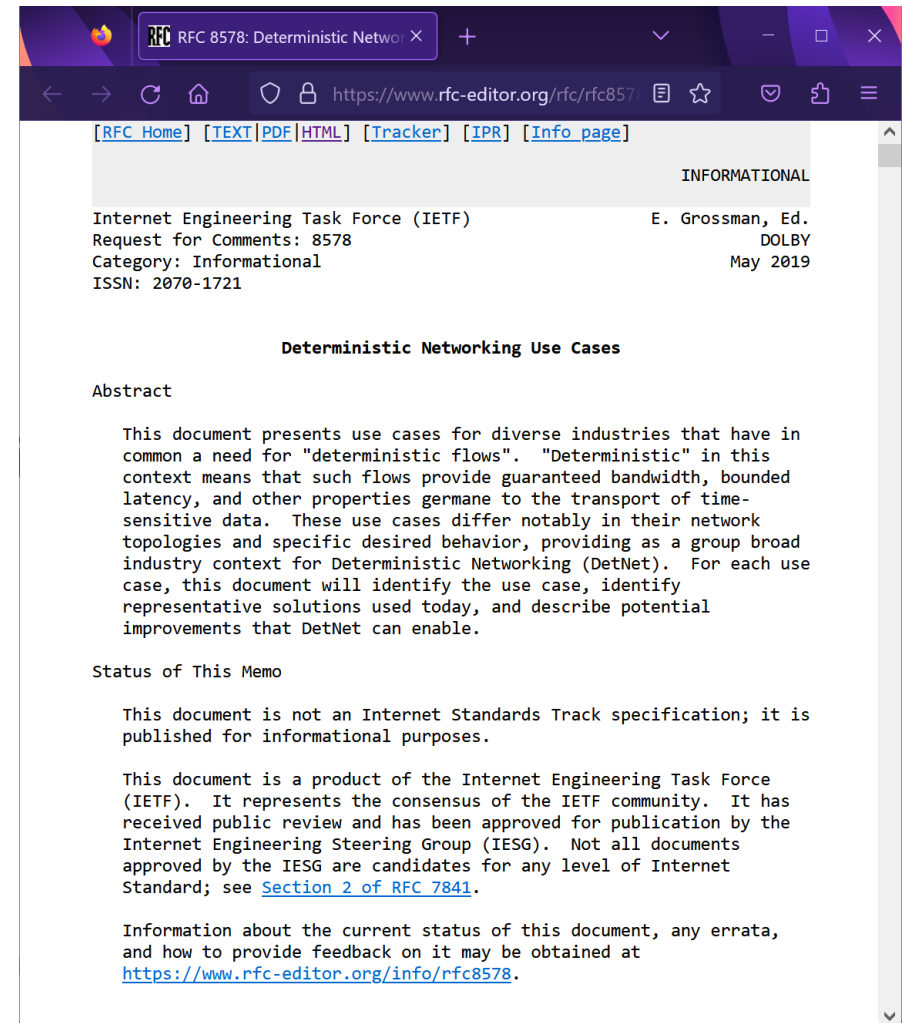 RFC RFC 8578: Deterministic Networ
https://www.rfc-editor.org/rfc/rfc8578
[RFC Home] [TEXT|PDF|HTML] [Tracker] [IPR] [Info page]
INFORMATIONAL
Internet Engineering Task Force (IETF) E. Grossman, Ed.
Request for Comments: 8578 DOLBY
Category: Informational May 2019
ISSN: 2070-1721
Deterministic Networking Use Cases
Abstract
This document presents use cases for diverse industries that have in
common a need for "deterministic flows". "Deterministic" in this
context means that such flows provide guaranteed bandwidth, bounded
latency, and other properties germane to the transport of time-
sensitive data. These use cases differ notably in their network
topologies and specific desired behavior, providing as a group broad
industry context for Deterministic Networking (DetNet). For each use
case, this document will identify the use case, identify
representative solutions used today, and describe potential
improvements that DetNet can enable.
Status of This Memo
This document is not an Internet Standards Track specification; it is
published for informational purposes.
This document is a product of the Internet Engineering Task Force
(IETF). It represents the consensus of the IETF community. It has
received public review and has been approved for publication by the
Internet Engineering Steering Group (IESG). Not all documents
approved by the IESG are candidates for any level of Internet
Standard; see Section 2 of RFC 7841.
Information about the current status of this document, any errata,
and how to provide feedback on it may be obtained at
https://www.rfc-editor.org/info/rfc8578.